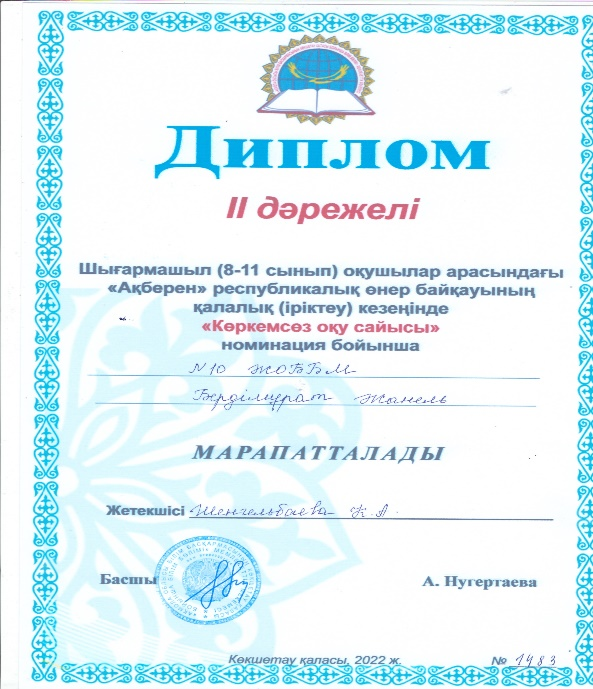 Диплом
II дәрежелі
Шығармашыл (8-11 сынып) оқушылар арасындағы
«Ақберен» республикалық өнер байқауының
қалалық (іріктеу) кезеңінде
«Көркемсөз оқу сайысы»
номинация бойынша
№10 ЖОББМ
Бердімұрат Жанель
МАРАПАТТАЛАДЫ
Жетекшісі Шенгельбаева К.А.
Басшы А. Нугертаева
Көкшетау қаласы, 2022 ж. № 1483